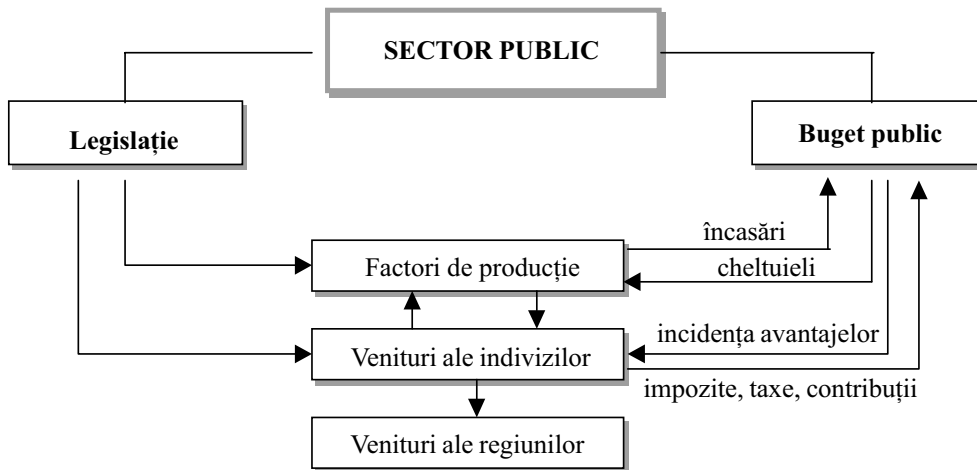 SECTOR PUBLIC
Legislație
Buget public
încasări
Factori de producție
cheltuieli
incidența avantajelor
Venituri ale indivizilor
impozite, taxe, contribuții
Venituri ale regiunilor